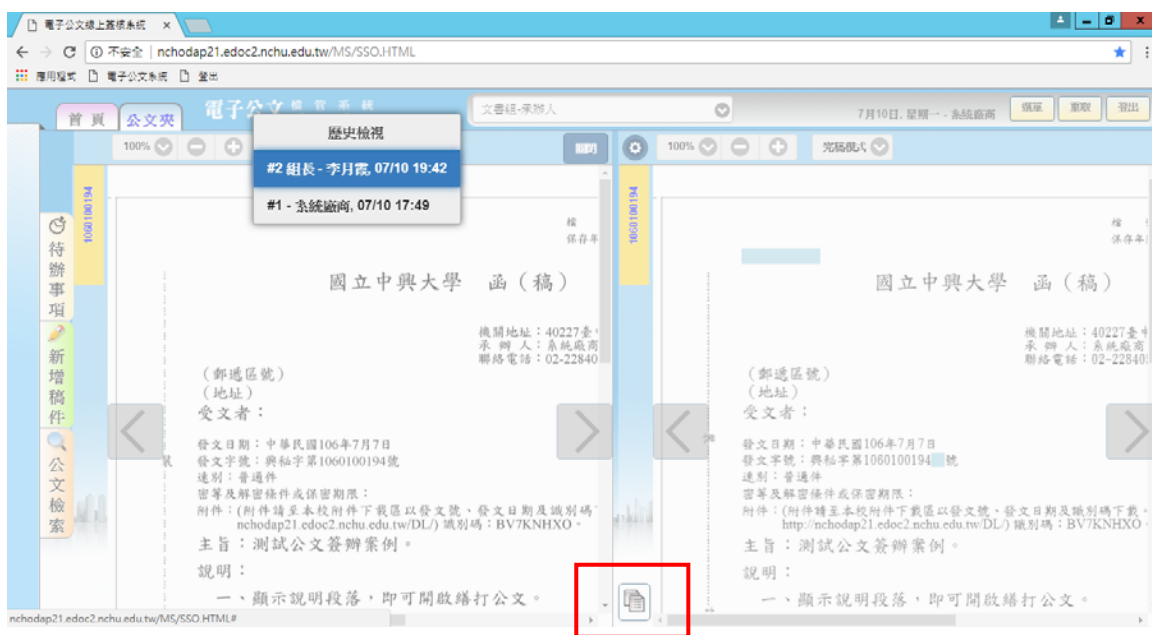 電子公文線上簽核系統
不安全 | nchodap21.edoc2.nchu.edu.tw/MS/SSO.HTML
應用程式 電子公文系統 登出
首頁 公文夾 電子公文檔管系統 文書組-承辦人 7月10日, 星期一 - 系統廠商 選單 重取 登出
100% 關閉 100% 完稿模式
歷史檢視
#2 組長 - 李月霞, 07/10 19:42
#1 - 系統廠商, 07/10 17:49
待辦事項
新增稿件
公文檢索
1060100194
檔
保存年
國立中興大學 函（稿）
機關地址：40227臺
承 辦 人：系統廠商
聯絡電話：02-22840
（郵遞區號）
（地址）
受文者：
裝
發文日期：中華民國106年7月7日
發文字號：興秘字第1060100194號
速別：普通件
密等及解密條件或保密期限：
附件：(附件請至本校附件下載區以發文號、發文日期及識別碼
nchodap21.edoc2.nchu.edu.tw/DL/) 識別碼：BV7KNHXO。
主旨：測試公文簽辦案例。
說明：
一、顯示說明段落，即可開啟繕打公文。
1060100194
檔
保存年
國立中興大學 函（稿）
機關地址：40227臺中
承 辦 人：系統廠商
聯絡電話：02-22840
（郵遞區號）
（地址）
受文者：
發文日期：中華民國106年7月7日
發文字號：興秘字第1060100194 號
速別：普通件
密等及解密條件或保密期限：
附件：(附件請至本校附件下載區以發文號、發文日期及識別碼下載。
http://nchodap21.edoc2.nchu.edu.tw/DL/) 識別碼：BV7KNHXO。
主旨：測試公文簽辦案例。
說明：
一、顯示說明段落，即可開啟繕打公文。
nchodap21.edoc2.nchu.edu.tw/MS/SSO.HTML#